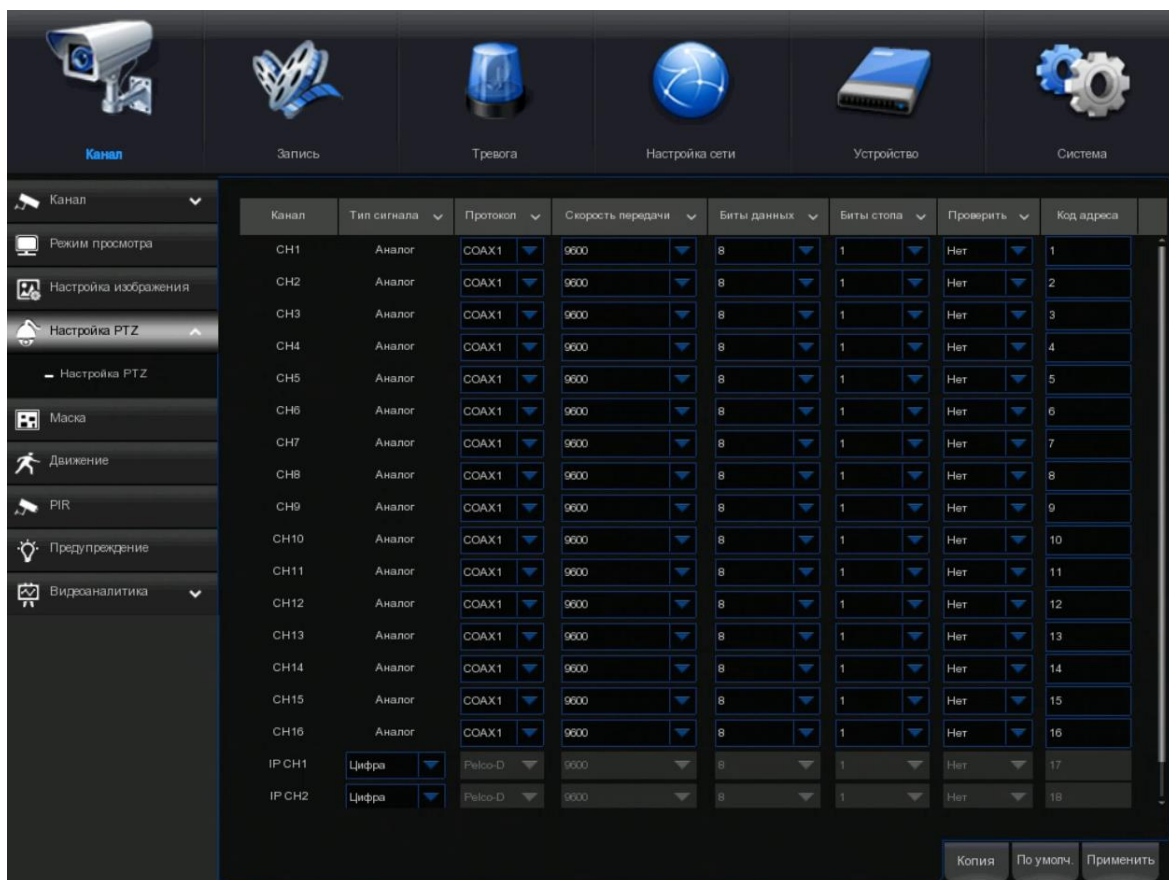 Канал Запись Тревога Настройка сети Устройство Система
Канал
Режим просмотра
Настройка изображения
Настройка PTZ
Настройка PTZ
Маска
Движение
PIR
Предупреждение
Видеоаналитика
Канал Тип сигнала Протокол Скорость передачи Биты данных Биты стопа Проверить Код адреса
CH1 Аналог COAX1 9600 8 1 Нет 1
CH2 Аналог COAX1 9600 8 1 Нет 2
CH3 Аналог COAX1 9600 8 1 Нет 3
CH4 Аналог COAX1 9600 8 1 Нет 4
CH5 Аналог COAX1 9600 8 1 Нет 5
CH6 Аналог COAX1 9600 8 1 Нет 6
CH7 Аналог COAX1 9600 8 1 Нет 7
CH8 Аналог COAX1 9600 8 1 Нет 8
CH9 Аналог COAX1 9600 8 1 Нет 9
CH10 Аналог COAX1 9600 8 1 Нет 10
CH11 Аналог COAX1 9600 8 1 Нет 11
CH12 Аналог COAX1 9600 8 1 Нет 12
CH13 Аналог COAX1 9600 8 1 Нет 13
CH14 Аналог COAX1 9600 8 1 Нет 14
CH15 Аналог COAX1 9600 8 1 Нет 15
CH16 Аналог COAX1 9600 8 1 Нет 16
IP CH1 Цифра Pelco-D 9600 8 1 Нет 17
IP CH2 Цифра Pelco-D 9600 8 1 Нет 18
Копия По умолч. Применить